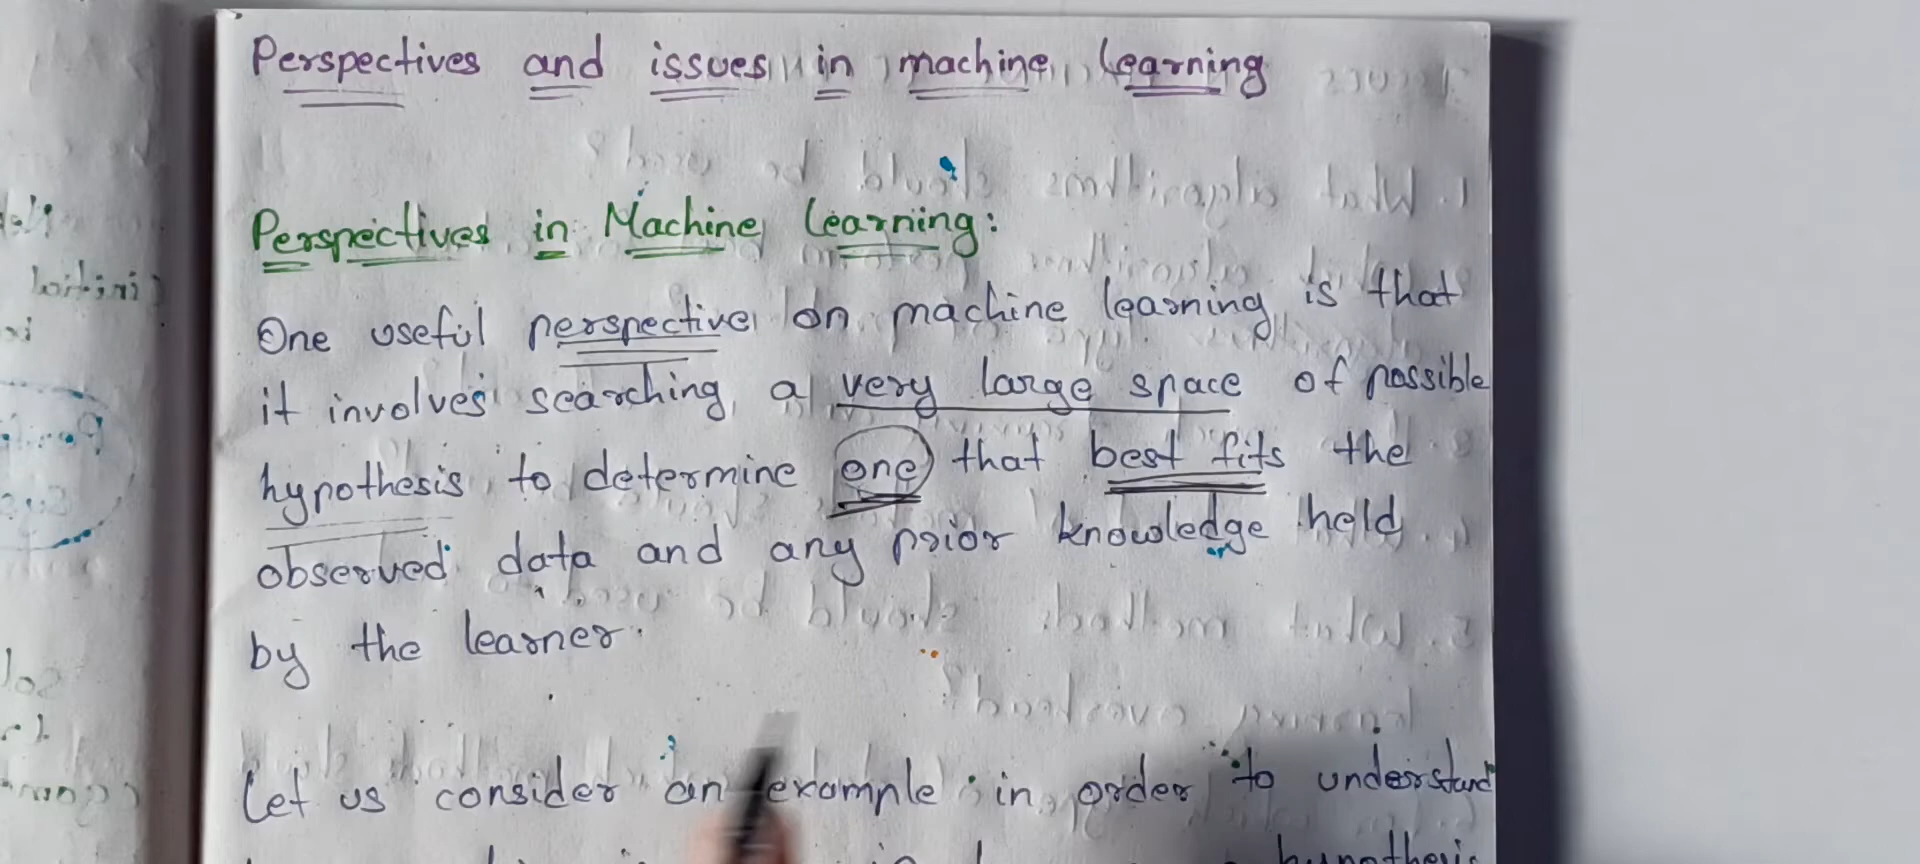 Perspectives and issues in machine learning
Perspectives in Machine Learning:
One useful perspective on machine learning is that
it involves searching a very large space of possible
hypothesis to determine one that best fits the
observed data and any prior knowledge held
by the learner.
Let us consider an example in order to understand
hypothesis